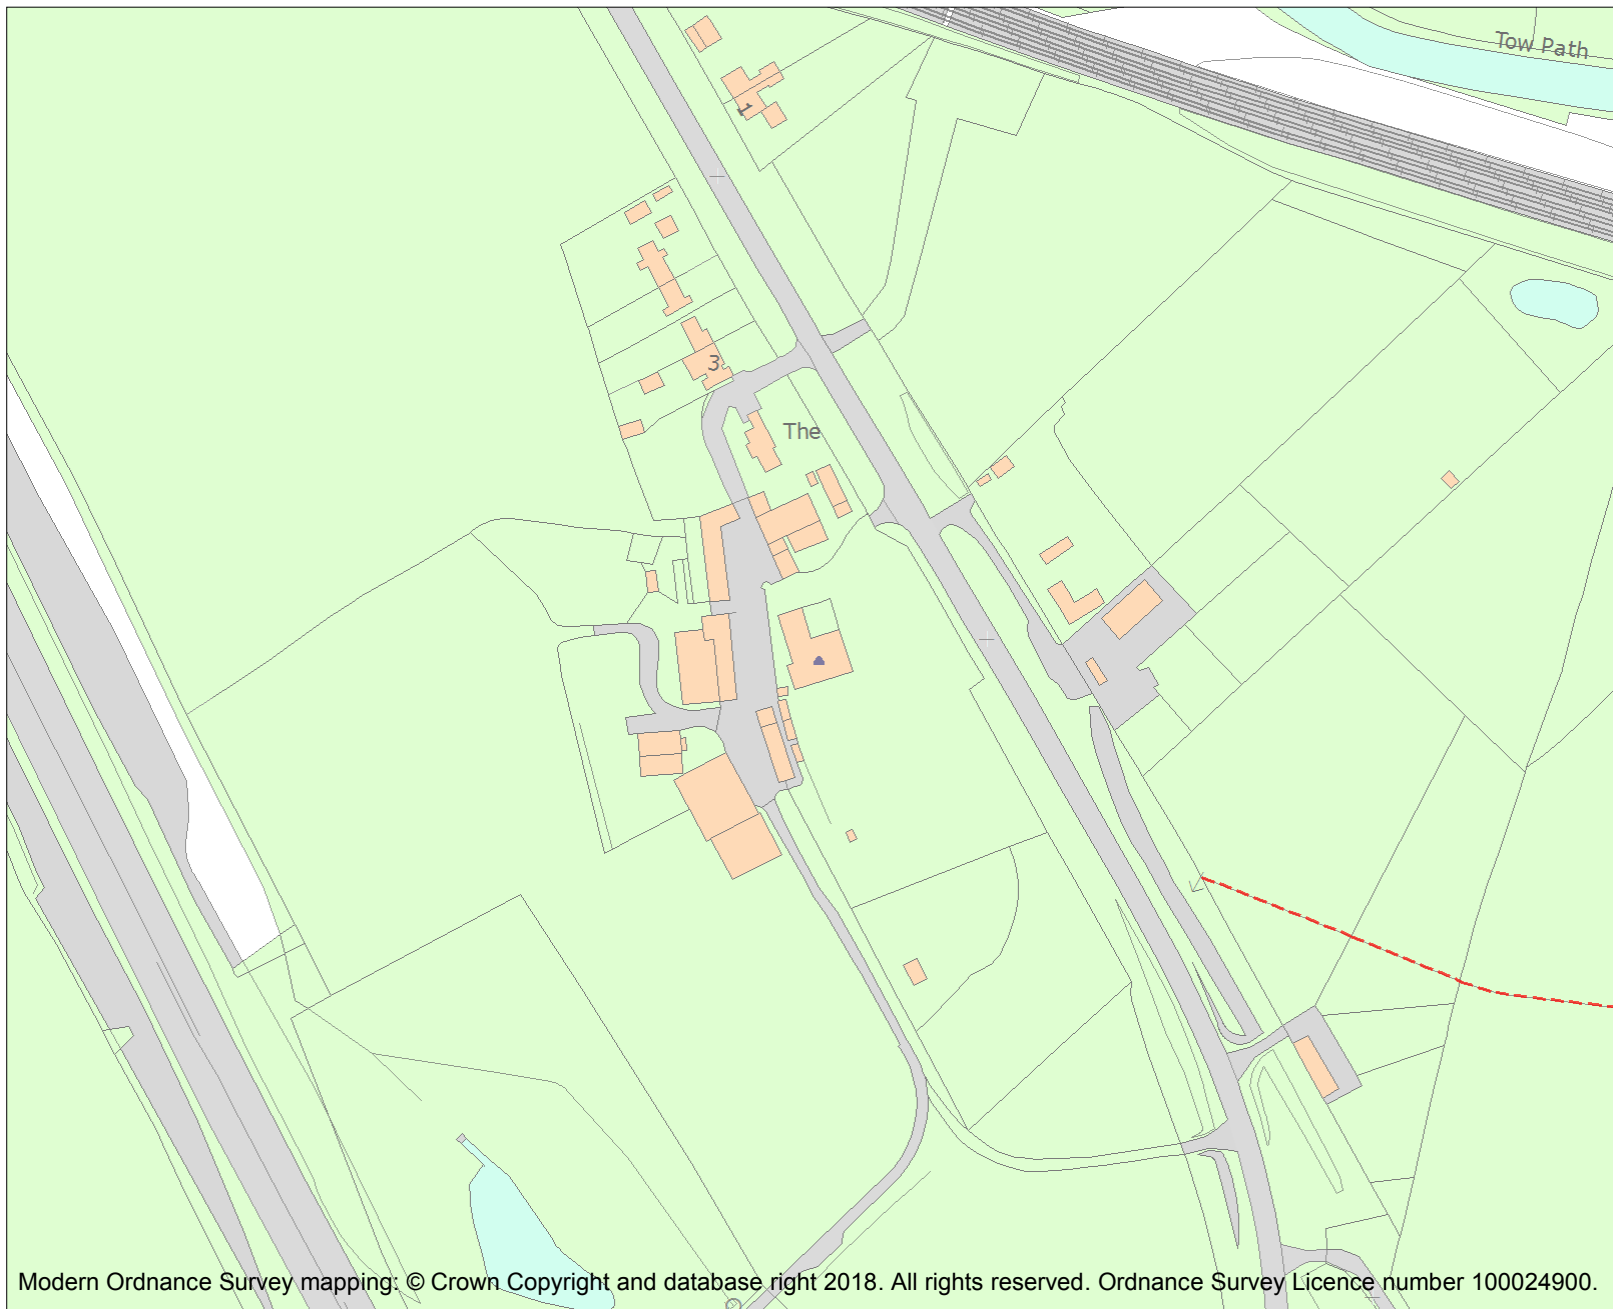 Tow Path
1
3
The
Modern Ordnance Survey mapping: © Crown Copyright and database right 2018. All rights reserved. Ordnance Survey Licence number 100024900.